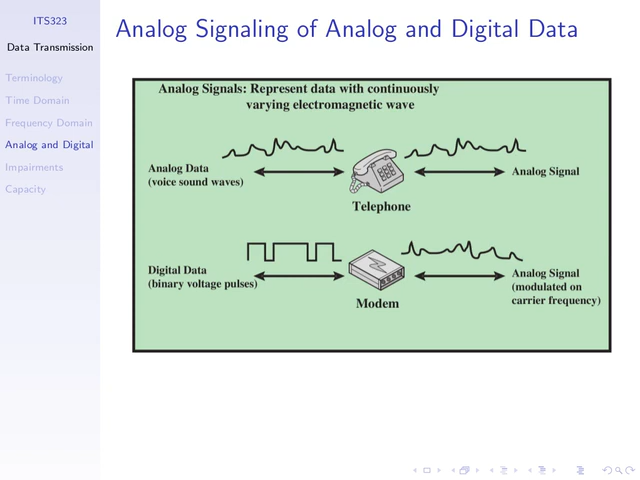 ITS323
Data Transmission
Terminology
Time Domain
Frequency Domain
Analog and Digital
Impairments
Capacity
Analog Signaling of Analog and Digital Data
Analog Signals: Represent data with continuously
varying electromagnetic wave
Analog Data
(voice sound waves)
Telephone
Analog Signal
Digital Data
(binary voltage pulses)
Modem
Analog Signal
(modulated on
carrier frequency)